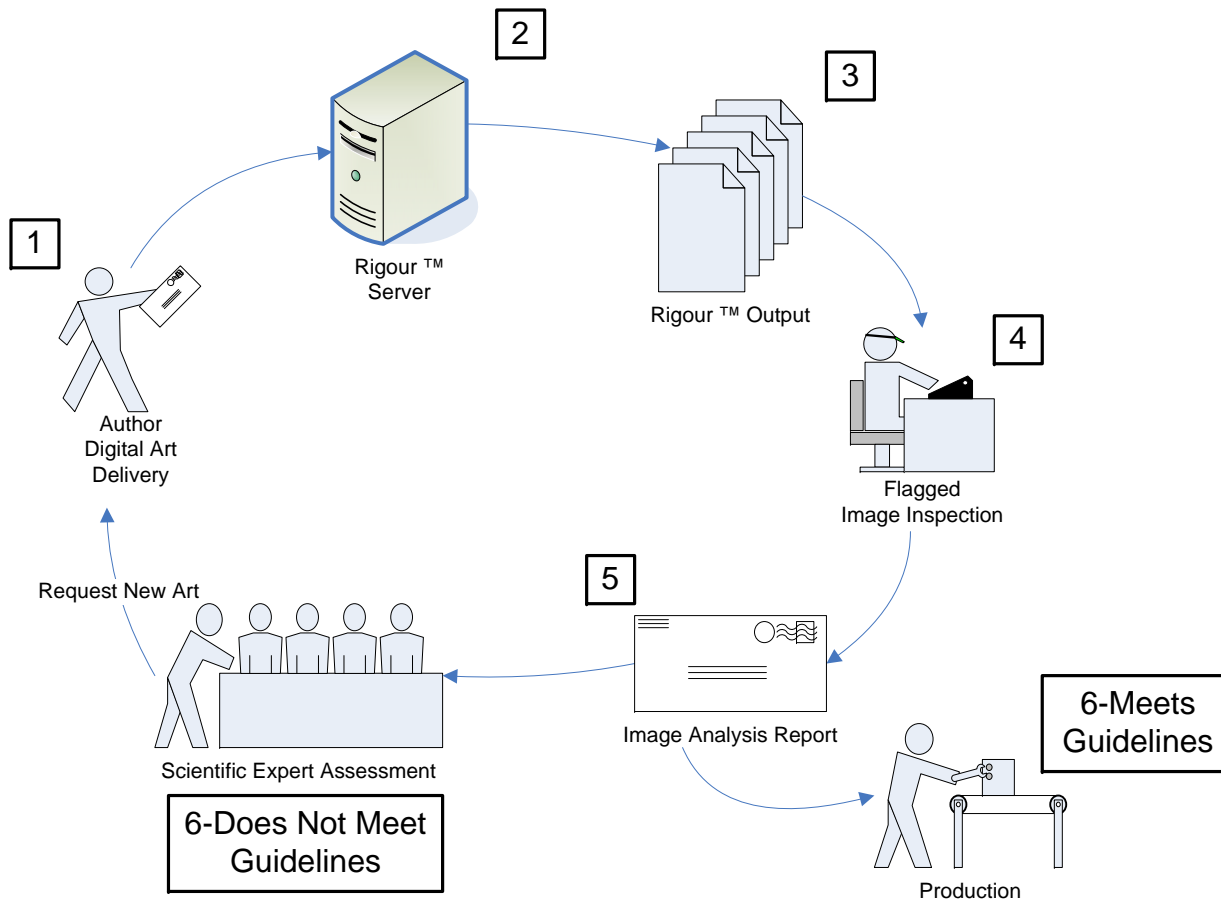 1
Author
Digital Art
Delivery
2
Rigour ™
Server
3
Rigour ™ Output
4
Flagged
Image Inspection
5
Image Analysis Report
6-Meets
Guidelines
Production
Scientific Expert Assessment
6-Does Not Meet
Guidelines
Request New Art